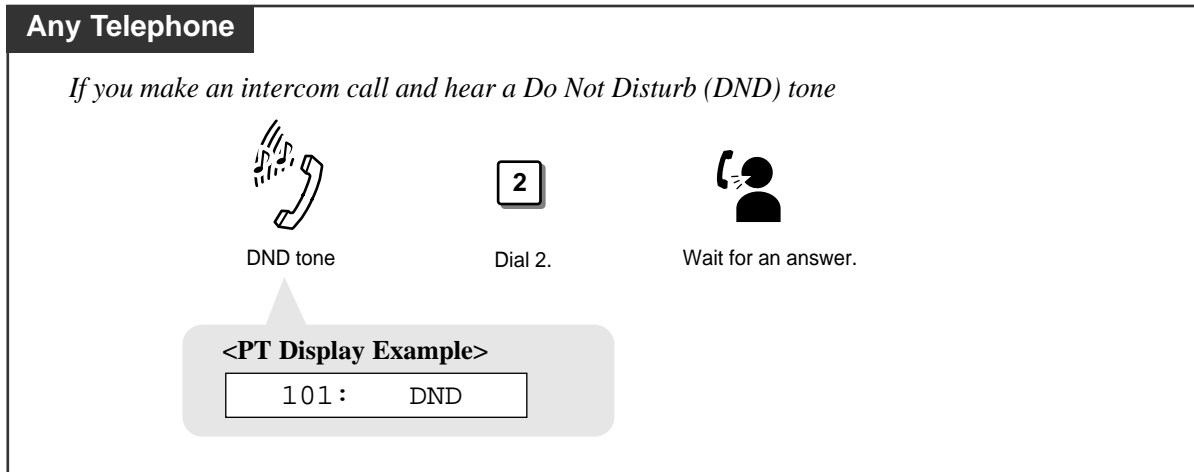 Any Telephone
If you make an intercom call and hear a Do Not Disturb (DND) tone
2
DND tone
Dial 2.
Wait for an answer.
<PT Display Example>
101: DND